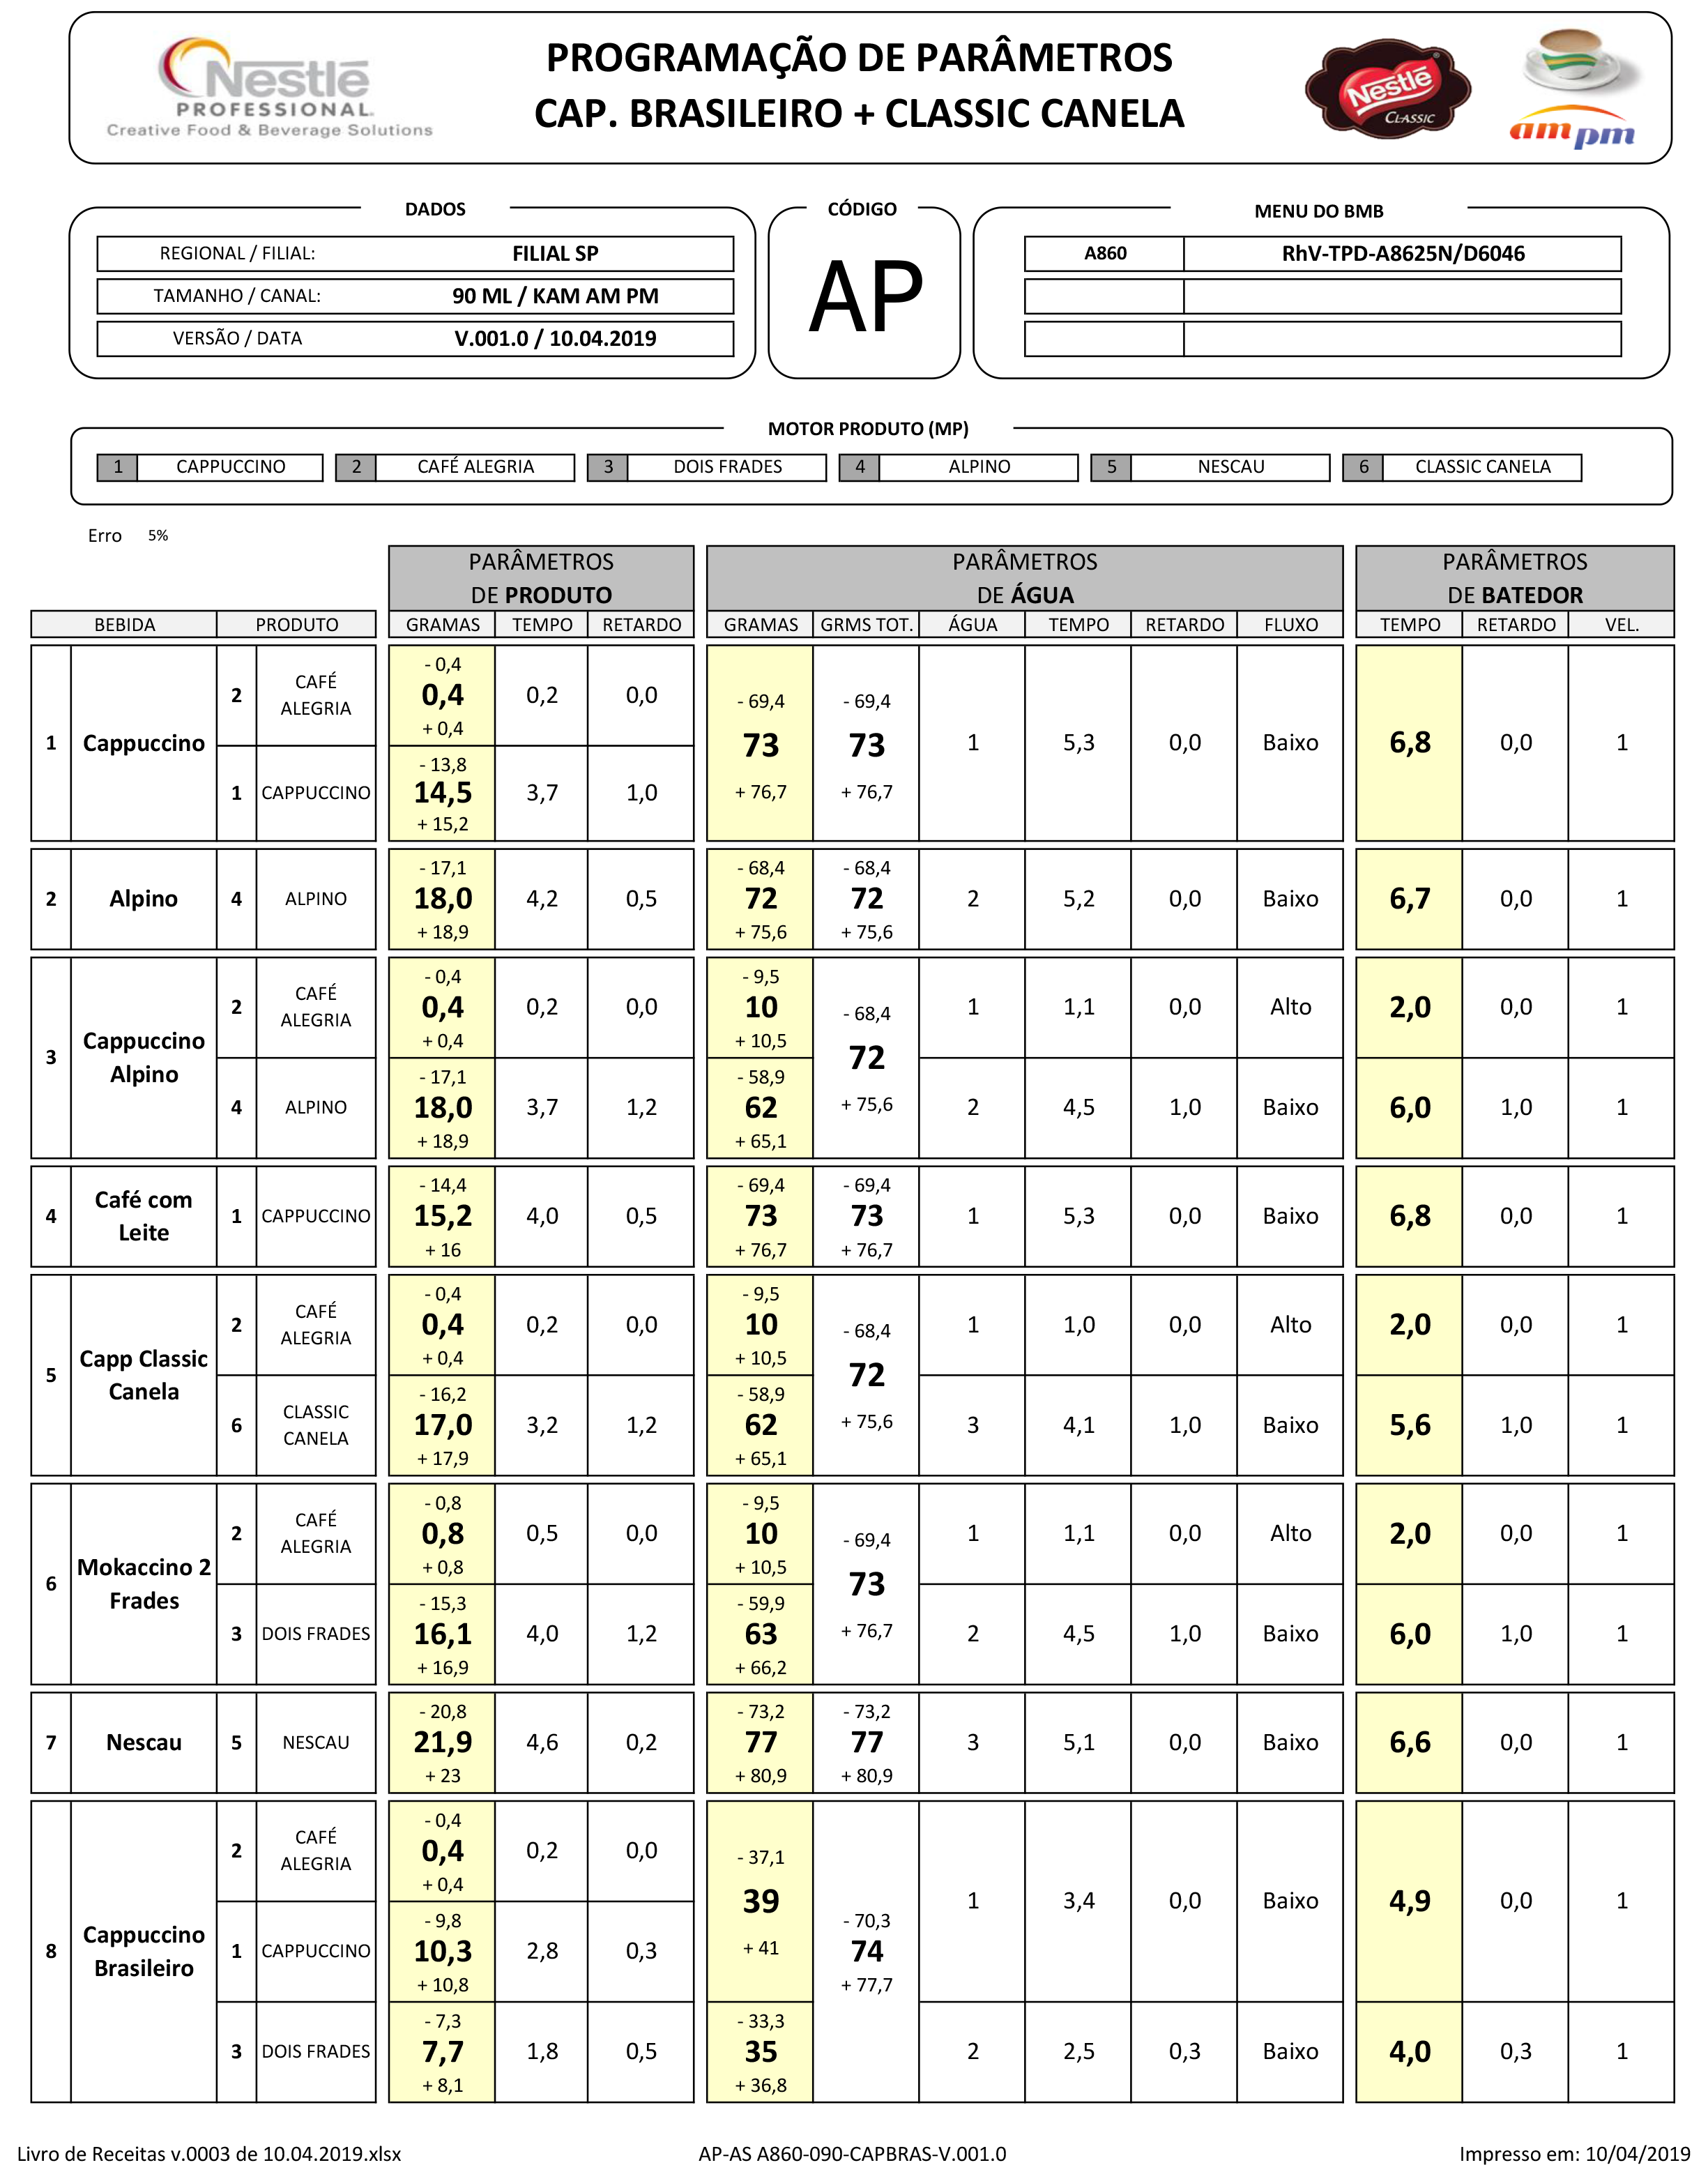 Nestlé
PROFESSIONAL.
Creative Food & Beverage Solutions
PROGRAMAÇÃO DE PARÂMETROS
CAP. BRASILEIRO + CLASSIC CANELA
Nestlé
CLASSIC
am pm
DADOS
REGIONAL / FILIAL: FILIAL SP
TAMANHO / CANAL: 90 ML / KAM AM PM
VERSÃO / DATA V.001.0 / 10.04.2019
CÓDIGO
AP
MENU DO BMB
A860 RhV-TPD-A8625N/D6046
MOTOR PRODUTO (MP)
1 CAPPUCCINO 2 CAFÉ ALEGRIA 3 DOIS FRADES 4 ALPINO 5 NESCAU 6 CLASSIC CANELA
Erro 5%
PARÂMETROS
DE PRODUTO
PARÂMETROS
DE ÁGUA
PARÂMETROS
DE BATEDOR
BEBIDA PRODUTO GRAMAS TEMPO RETARDO GRAMAS GRMS TOT. ÁGUA TEMPO RETARDO FLUXO TEMPO RETARDO VEL.
1 Cappuccino
2 CAFÉ
ALEGRIA
- 0,4
0,4 0,2 0,0
+ 0,4
1 CAPPUCCINO
- 13,8
14,5 3,7 1,0
+ 15,2
- 69,4 - 69,4
73 73 1 5,3 0,0 Baixo 6,8 0,0 1
+ 76,7 + 76,7
2 Alpino 4 ALPINO
- 17,1 - 68,4 - 68,4
18,0 4,2 0,5 72 72 2 5,2 0,0 Baixo 6,7 0,0 1
+ 18,9 + 75,6 + 75,6
3 Cappuccino
Alpino
2 CAFÉ
ALEGRIA
- 0,4 - 9,5
0,4 0,2 0,0 10 1 1,1 0,0 Alto 2,0 0,0 1
+ 0,4 + 10,5
- 68,4
72
+ 75,6
4 ALPINO
- 17,1 - 58,9
18,0 3,7 1,2 62 2 4,5 1,0 Baixo 6,0 1,0 1
+ 18,9 + 65,1
4 Café com
Leite
1 CAPPUCCINO
- 14,4 - 69,4 - 69,4
15,2 4,0 0,5 73 73 1 5,3 0,0 Baixo 6,8 0,0 1
+ 16 + 76,7 + 76,7
5 Capp Classic
Canela
2 CAFÉ
ALEGRIA
- 0,4 - 9,5
0,4 0,2 0,0 10 1 1,0 0,0 Alto 2,0 0,0 1
+ 0,4 + 10,5
- 68,4
72
+ 75,6
6 CLASSIC
CANELA
- 16,2 - 58,9
17,0 3,2 1,2 62 3 4,1 1,0 Baixo 5,6 1,0 1
+ 17,9 + 65,1
6 Mokaccino 2
Frades
2 CAFÉ
ALEGRIA
- 0,8 - 9,5
0,8 0,5 0,0 10 1 1,1 0,0 Alto 2,0 0,0 1
+ 0,8 + 10,5
- 69,4
73
+ 76,7
3 DOIS FRADES
- 15,3 - 59,9
16,1 4,0 1,2 63 2 4,5 1,0 Baixo 6,0 1,0 1
+ 16,9 + 66,2
7 Nescau 5 NESCAU
- 20,8 - 73,2 - 73,2
21,9 4,6 0,2 77 77 3 5,1 0,0 Baixo 6,6 0,0 1
+ 23 + 80,9 + 80,9
8 Cappuccino
Brasileiro
2 CAFÉ
ALEGRIA
- 0,4
0,4 0,2 0,0
+ 0,4
1 CAPPUCCINO
- 9,8
10,3 2,8 0,3
+ 10,8
- 37,1
39 1 3,4 0,0 Baixo 4,9 0,0 1
+ 41
- 70,3
74
+ 77,7
3 DOIS FRADES
- 7,3 - 33,3
7,7 1,8 0,5 35 2 2,5 0,3 Baixo 4,0 0,3 1
+ 8,1 + 36,8
Livro de Receitas v.0003 de 10.04.2019.xlsx AP-AS A860-090-CAPBRAS-V.001.0 Impresso em: 10/04/2019